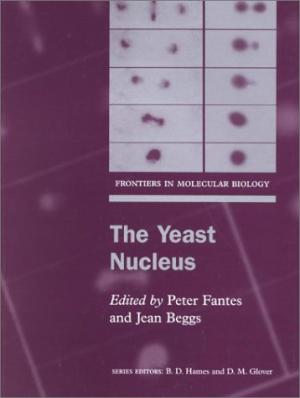 FRONTIERS IN MOLECULAR BIOLOGY
The Yeast
Nucleus
Edited by Peter Fantes
and Jean Beggs
SERIES EDITORS: B. D. Hames and D. M. Glover